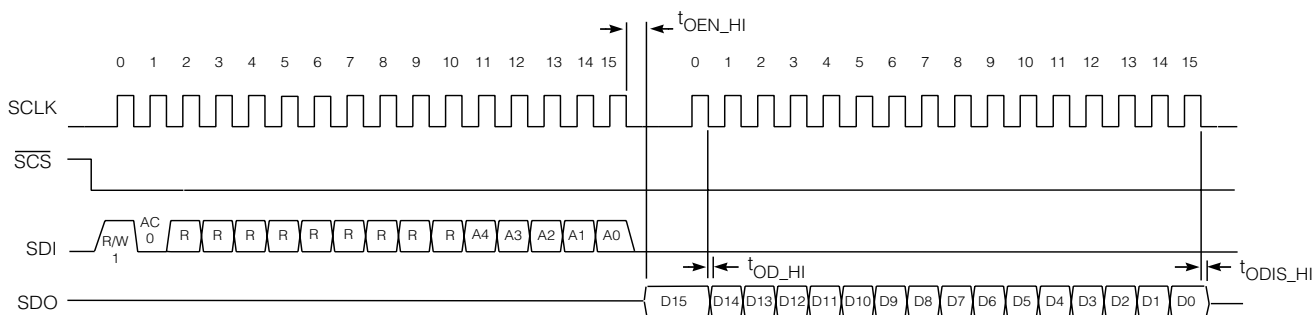 tOEN_HI
0 1 2 3 4 5 6 7 8 9 10 11 12 13 14 15 0 1 2 3 4 5 6 7 8 9 10 11 12 13 14 15
SCLK
SCS
SDI R/W 1 AC 0 R R R R R R R R R A4 A3 A2 A1 A0
tOD_HI tODIS_HI
SDO D15 D14 D13 D12 D11 D10 D9 D8 D7 D6 D5 D4 D3 D2 D1 D0